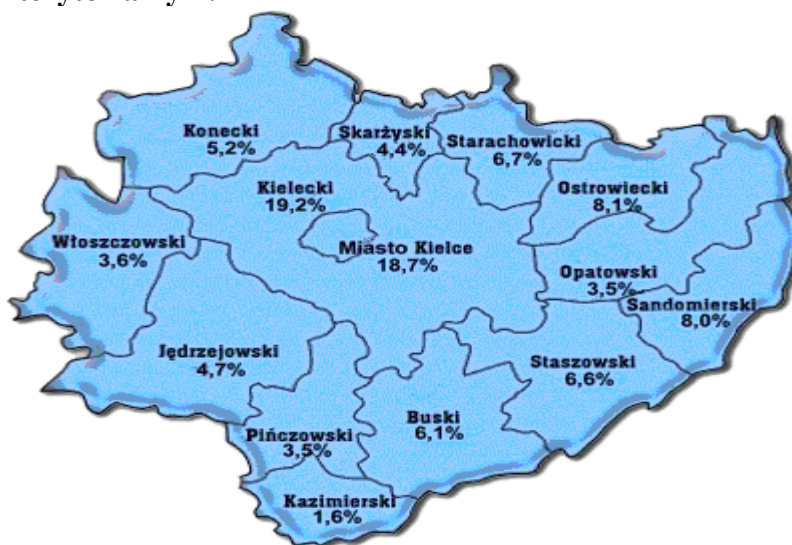 Konecki
5,2%
Skarżyski
4,4%
Starachowicki
6,7%
Kielecki
19,2%
Ostrowiecki
8,1%
Włoszczowski
3,6%
Miasto Kielce
18,7%
Opatowski
3,5%
Sandomierski
8,0%
Jędrzejowski
4,7%
Staszowski
6,6%
Buski
6,1%
Pińczowski
3,5%
Kazimierski
1,6%